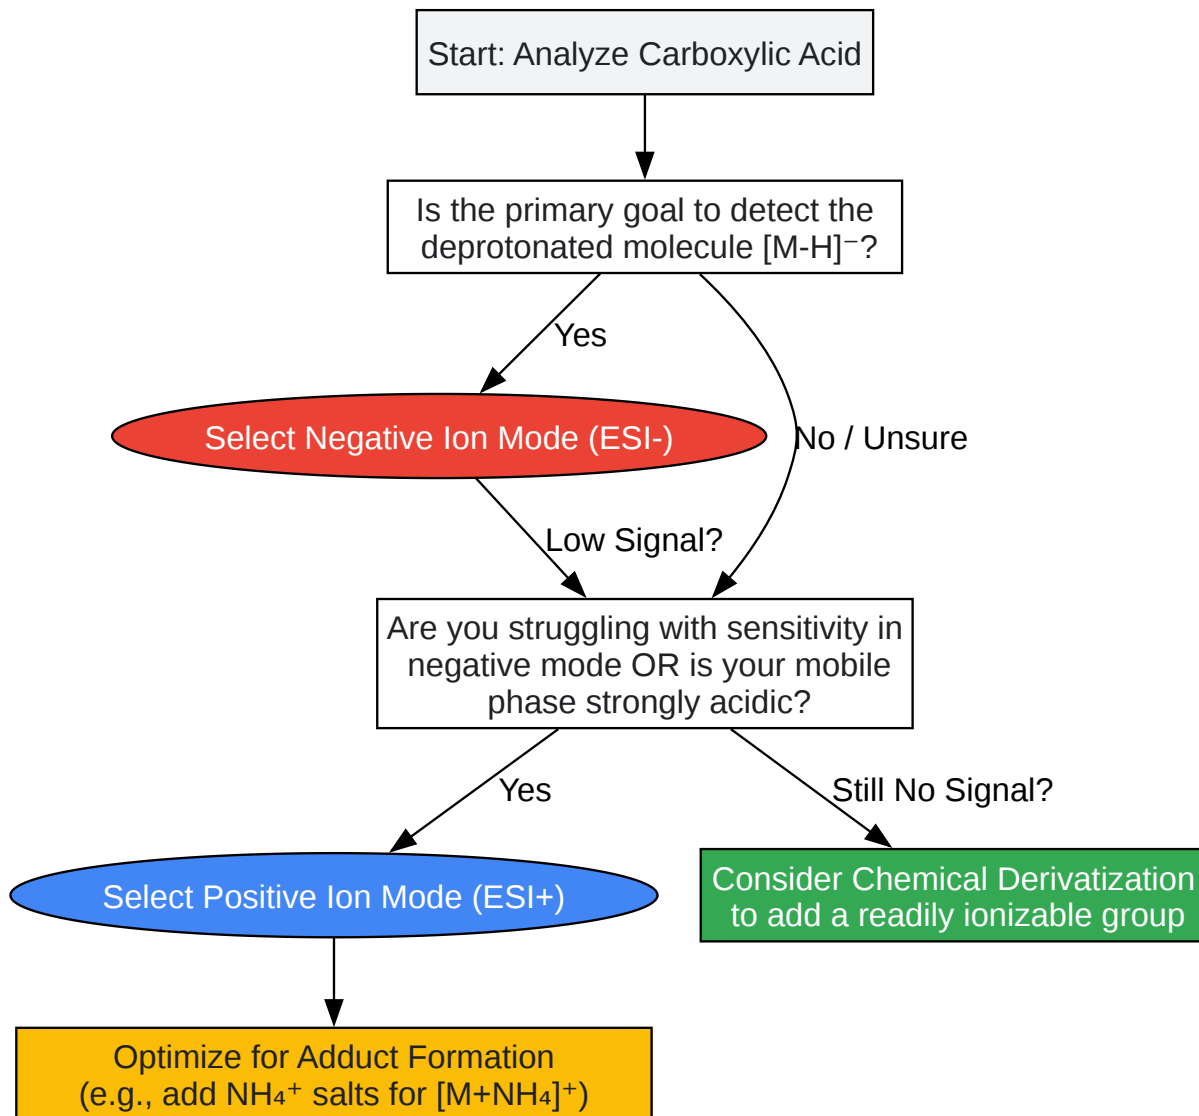 Start: Analyze Carboxylic Acid
Is the primary goal to detect the
deprotonated molecule [M-H]⁻?
Yes
Select Negative Ion Mode (ESI-)
No / Unsure
Low Signal?
Are you struggling with sensitivity in
negative mode OR is your mobile
phase strongly acidic?
Yes
Still No Signal?
Select Positive Ion Mode (ESI+)
Consider Chemical Derivatization
to add a readily ionizable group
Optimize for Adduct Formation
(e.g., add NH₄⁺ salts for [M+NH₄]⁺)